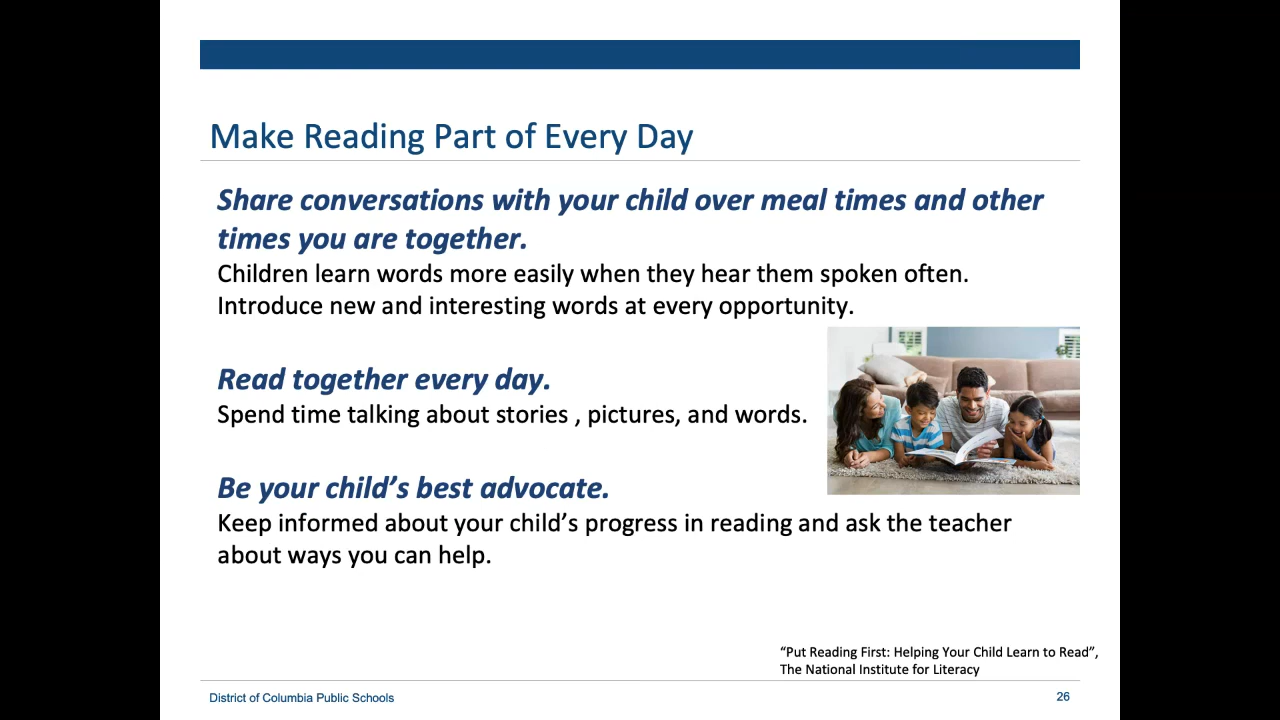 Make Reading Part of Every Day
Share conversations with your child over meal times and other
times you are together.
Children learn words more easily when they hear them spoken often.
Introduce new and interesting words at every opportunity.
Read together every day.
Spend time talking about stories , pictures, and words.
Be your child’s best advocate.
Keep informed about your child’s progress in reading and ask the teacher
about ways you can help.
“Put Reading First: Helping Your Child Learn to Read”,
The National Institute for Literacy
District of Columbia Public Schools
26